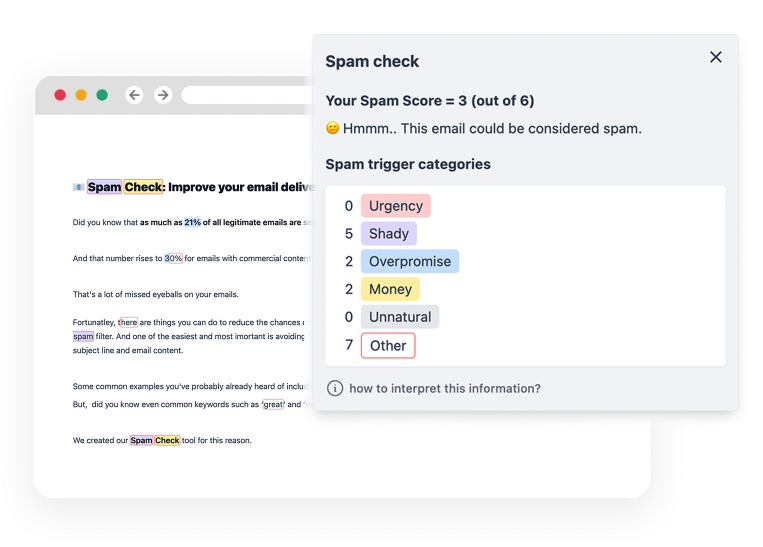 Spam check
Your Spam Score = 3 (out of 6)
Hmmm.. This email could be considered spam.
Spam trigger categories
0 Urgency
5 Shady
2 Overpromise
2 Money
0 Unnatural
7 Other
how to interpret this information?
Spam Check: Improve your email
Did you know that as much as 21% of all legitimate emails are
And that number rises to 30% for emails with commercial content
That's a lot of missed eyeballs on your emails.
Fortunatley, there are things you can do to reduce the chances
spam filter. And one of the easiest and most imortant is avoiding
subject line and email content.
Some common examples you've probably already heard of
But, did you know even common keywords such as 'great' and
We created our Spam Check tool for this reason.